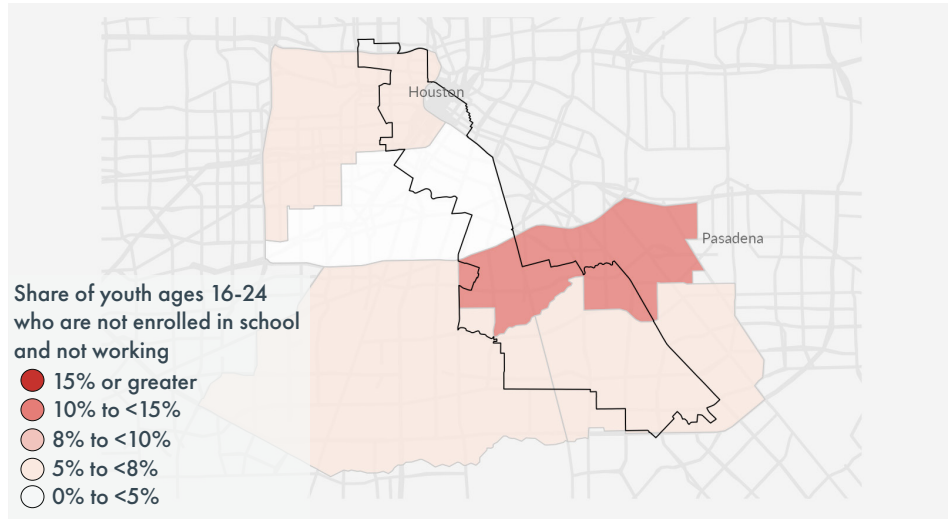 Houston
Pasadena
Share of youth ages 16-24
who are not enrolled in school
and not working
15% or greater
10% to <15%
8% to <10%
5% to <8%
0% to <5%